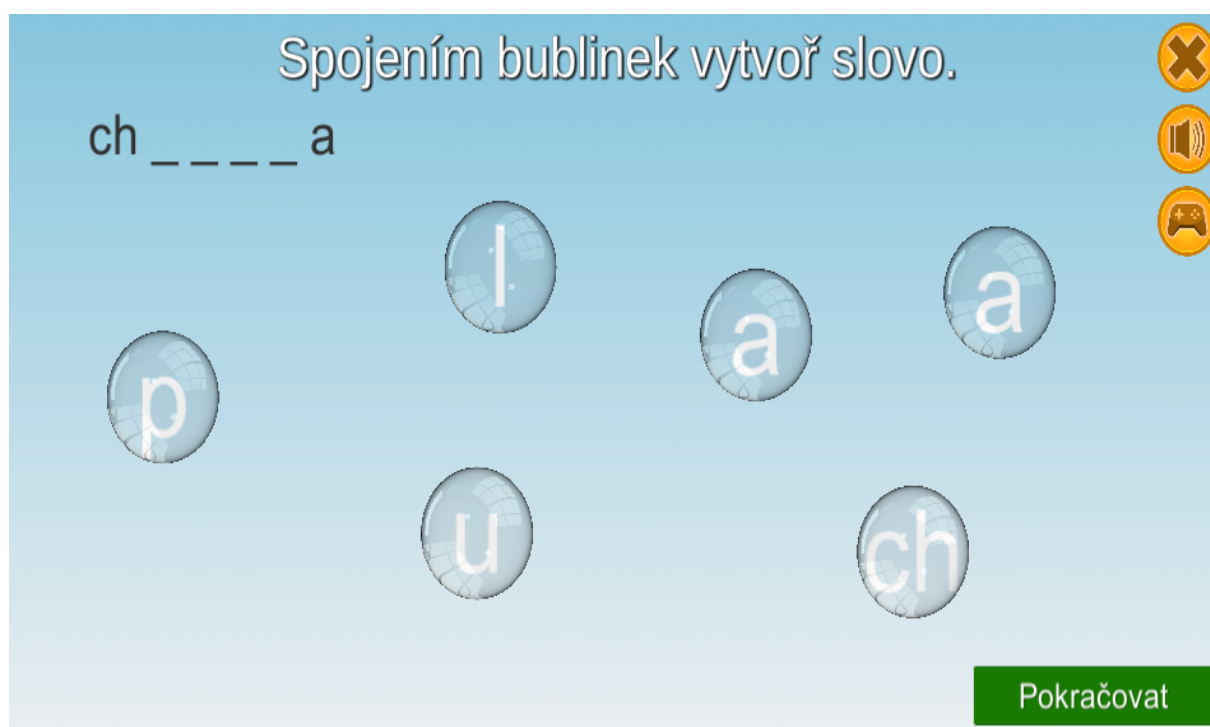 Spojením bublinek vytvoř slovo.
ch _ _ _ _ a
l
a
a
p
u
ch
Pokračovat